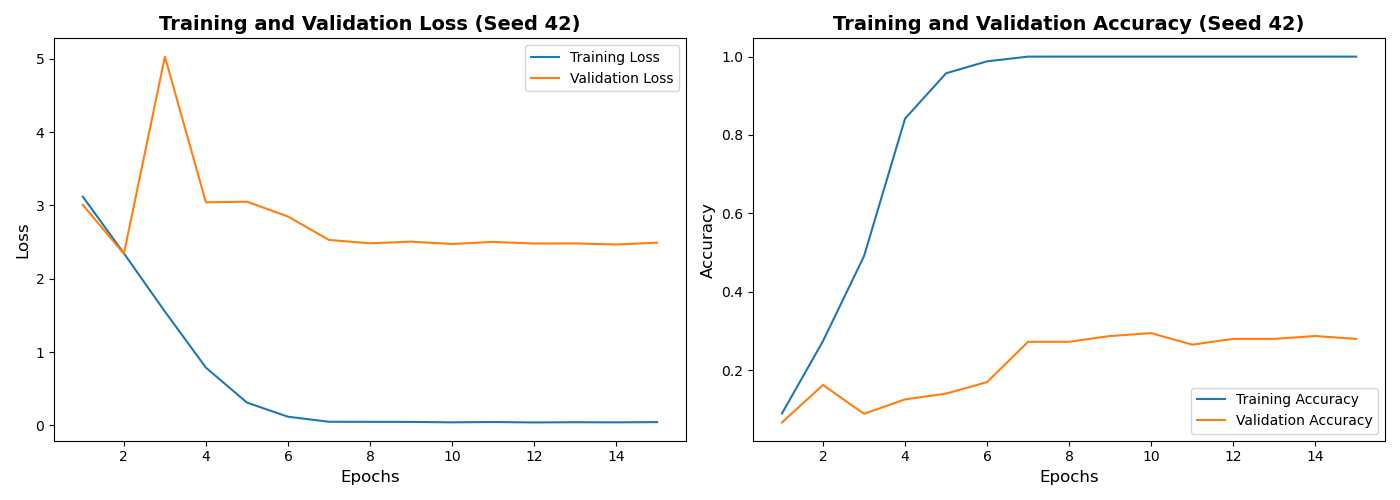 Training and Validation Loss (Seed 42)
Training Loss
Validation Loss
5
4
3
2
1
0
Loss
2 4 6 8 10 12 14
Epochs
Training and Validation Accuracy (Seed 42)
1.0
0.8
0.6
0.4
0.2
Accuracy
Training Accuracy
Validation Accuracy
2 4 6 8 10 12 14
Epochs